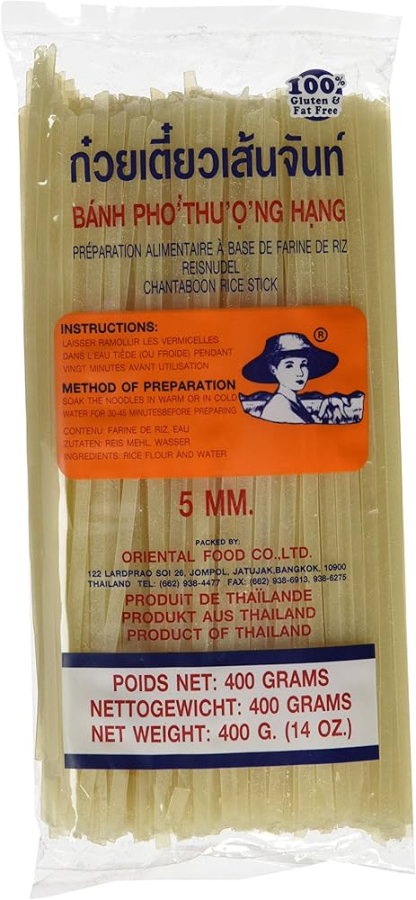 100%
Gluten &
Fat Free
ก๋วยเตี๋ยวเส้นจันท์
BÁNH PHO'̉ THU'Ọ'NG HẠNG
PRÉPARATION ALIMENTAIRE À BASE DE FARINE DE RIZ
REISNUDEL
CHANTABOON RICE STICK
INSTRUCTIONS:
LAISSER RAMOLLIR LES VERMICELLES
DANS L'EAU TIÈDE (OU FROIDE) PENDANT
VINGT MINUTES AVANT UTILISATION
METHOD OF PREPARATION
SOAK THE NOODLES IN WARM OR IN COLD
WATER FOR 30-45 MINUTESBEFORE PREPARING
CONTENU: FARINE DE RIZ, EAU
ZUTATEN: REIS MEHL, WASSER
INGREDIENTS: RICE FLOUR AND WATER
®
5 MM.
PACKED BY:
ORIENTAL FOOD CO.,LTD.
122 LARDPRAO SOI 26, JOMPOL, JATUJAK,BANGKOK, 10900
THAILAND TEL: (662) 938-4477 FAX: (662) 938-6913, 938-6275
PRODUIT DE THAÏLANDE
PRODUKT AUS THAILAND
PRODUCT OF THAILAND
POIDS NET: 400 GRAMS
NETTOGEWICHT: 400 GRAMS
NET WEIGHT: 400 G. (14 OZ.)